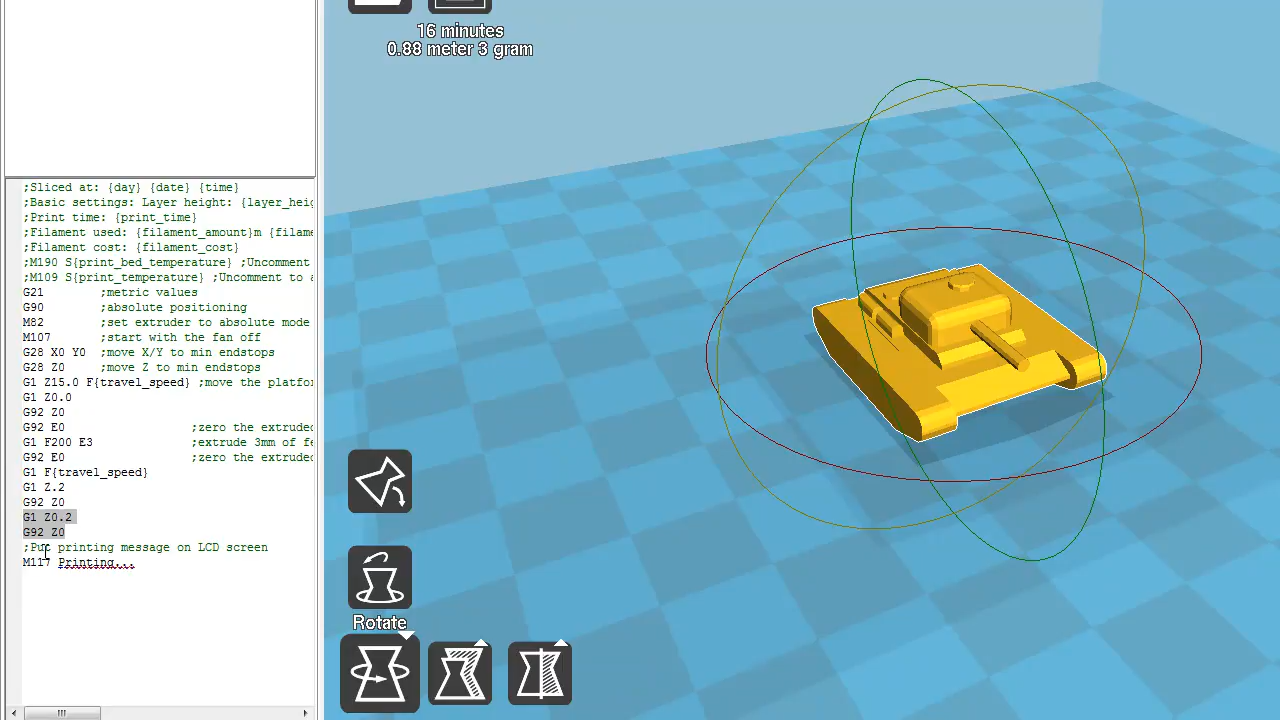 16 minutes
0.88 meter 3 gram
;Sliced at: {day} {date} {time}
;Basic settings: Layer height: {layer_heig
;Print time: {print_time}
;Filament used: {filament_amount}m {filame
;Filament cost: {filament_cost}
;M190 S{print_bed_temperature} ;Uncomment
;M109 S{print_temperature} ;Uncomment to a
G21 ;metric values
G90 ;absolute positioning
M82 ;set extruder to absolute mode
M107 ;start with the fan off
G28 X0 Y0 ;move X/Y to min endstops
G28 Z0 ;move Z to min endstops
G1 Z15.0 F{travel_speed} ;move the platfor
G1 Z0.0
G92 Z0
G92 E0 ;zero the extruded
G1 F200 E3 ;extrude 3mm of fe
G92 E0 ;zero the extruded
G1 F{travel_speed}
G1 Z.2
G92 Z0
G1 Z0.2
G92 Z0
;Put printing message on LCD screen
M117 Printing...
Rotate